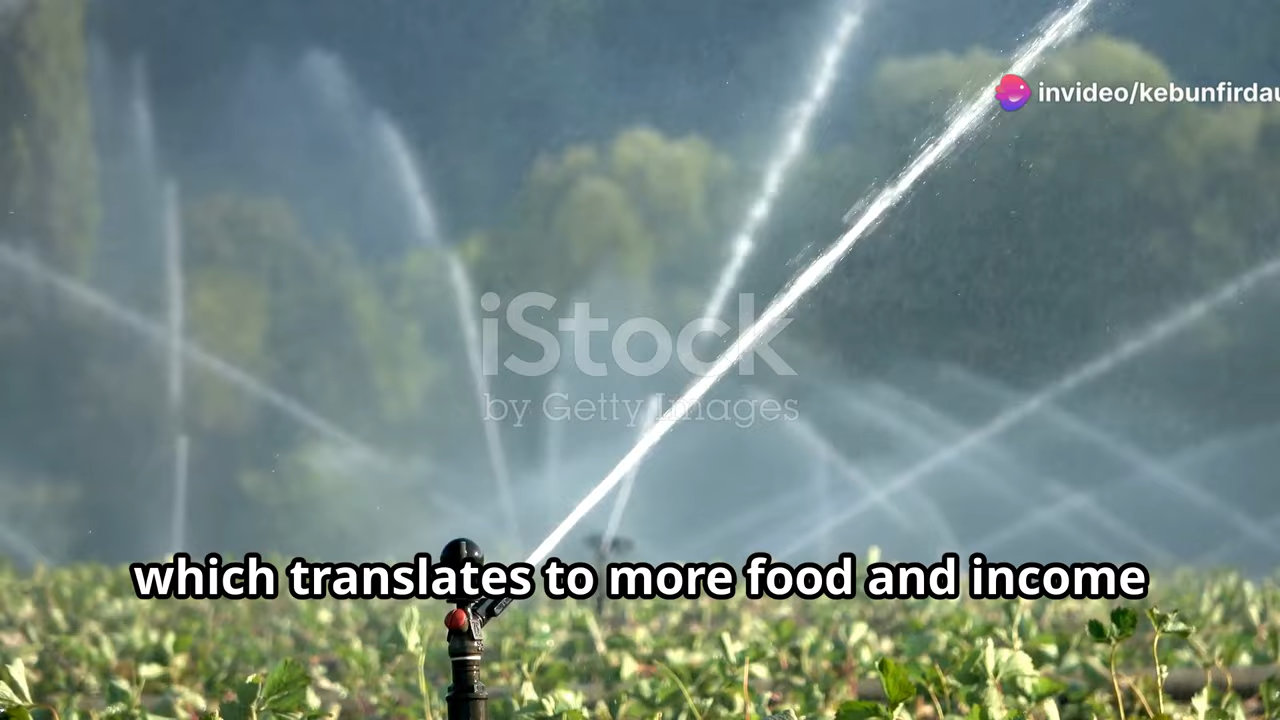 invideo/kebunfirdau
iStock
by Getty Images
which translates to more food and income